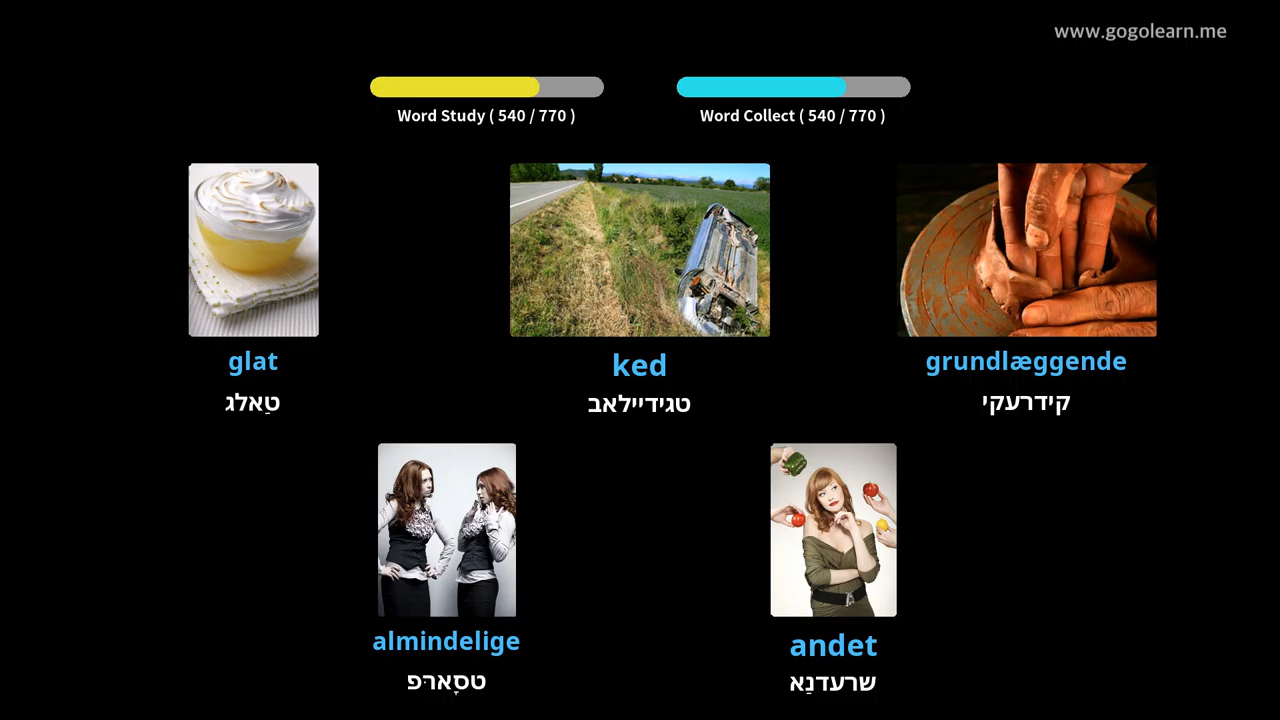 www.gogolearn.me
Word Study ( 540 / 770 )
Word Collect ( 540 / 770 )
glat
טַאלג
ked
טגידיילאב
grundlæggende
קידרעקי
almindelige
טסָארּפ
andet
שרעדנַא